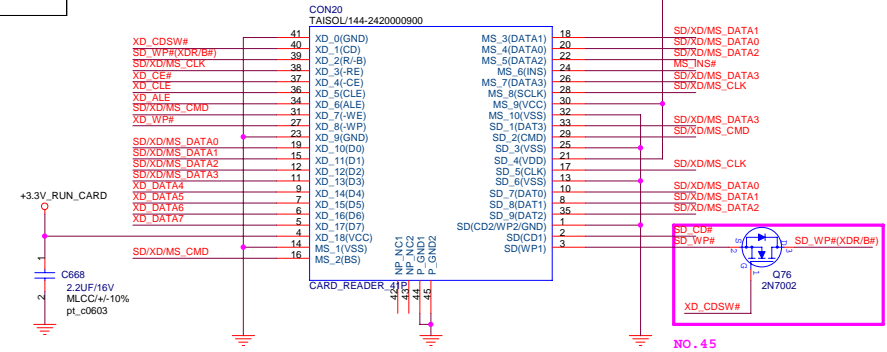 CON20
TAISOL/144-2420000900
XD_CDSW# 41 XD_0(GND) MS_3(DATA1) 18 SD/XD/MS_DATA1
SD_WP#(XDR/B#) 40 XD_1(CD) MS_4(DATA0) 20 SD/XD/MS_DATA0
SD/XD/MS_CLK 39 XD_2(R/-B) MS_5(DATA2) 22 SD/XD/MS_DATA2
XD_CE# 38 XD_3(-RE) MS_6(INS) 24 MS_INS#
XD_CLE 37 XD_4(-CE) MS_7(DATA3) 26 SD/XD/MS_DATA3
XD_ALE 36 XD_5(CLE) MS_8(SCLK) 28 SD/XD/MS_CLK
SD/XD/MS_CMD 34 XD_6(ALE) MS_9(VCC) 30
XD_WP# 31 XD_7(-WE) MS_10(VSS) 32
27 XD_8(-WP) SD_1(DAT3) 33 SD/XD/MS_DATA3
23 XD_9(GND) SD_2(CMD) 29 SD/XD/MS_CMD
SD/XD/MS_DATA0 19 XD_10(D0) SD_3(VSS) 25
SD/XD/MS_DATA1 15 XD_11(D1) SD_4(VDD) 21
SD/XD/MS_DATA2 12 XD_12(D2) SD_5(CLK) 17 SD/XD/MS_CLK
SD/XD/MS_DATA3 11 XD_13(D3) SD_6(VSS) 13
XD_DATA4 9 XD_14(D4) SD_7(DAT0) 10 SD/XD/MS_DATA0
XD_DATA5 7 XD_15(D5) SD_8(DAT1) 8 SD/XD/MS_DATA1
XD_DATA6 6 XD_16(D6) SD_9(DAT2) 35 SD/XD/MS_DATA2
XD_DATA7 5 XD_17(D7) SD(CD2/WP2/GND) 1
4 XD_18(VCC) SD(CD1) 2 SD_CD#
14 MS_1(VSS) SD(WP1) 3 SD_WP#
SD/XD/MS_CMD 16 MS_2(BS)
NP_NC1
NP_NC2
P_GND1
P_GND2
CARD_READER_41P
42
43
44
45
+3.3V_RUN_CARD
1
2
C668
2.2UF/16V
MLCC/+/-10%
pt_c0603
S 2
D 3
G 1
SD_WP#(XDR/B#)
Q76
2N7002
XD_CDSW#
NO.45